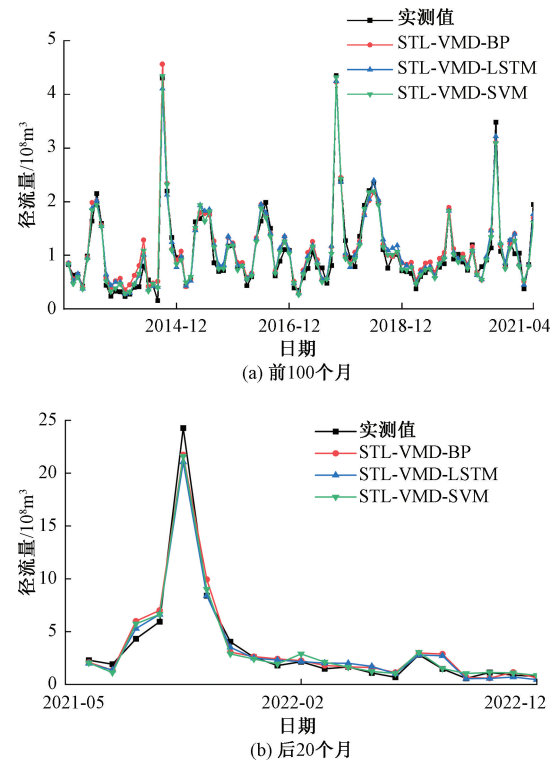 实测值
STL-VMD-BP
STL-VMD-LSTM
STL-VMD-SVM
径流量/10⁸m³
5
4
3
2
1
0
2014-12 2016-12 2018-12 2021-04
日期
(a) 前100个月
实测值
STL-VMD-BP
STL-VMD-LSTM
STL-VMD-SVM
径流量/10⁸m³
25
20
15
10
5
0
2021-05 2022-02 2022-12
日期
(b) 后20个月